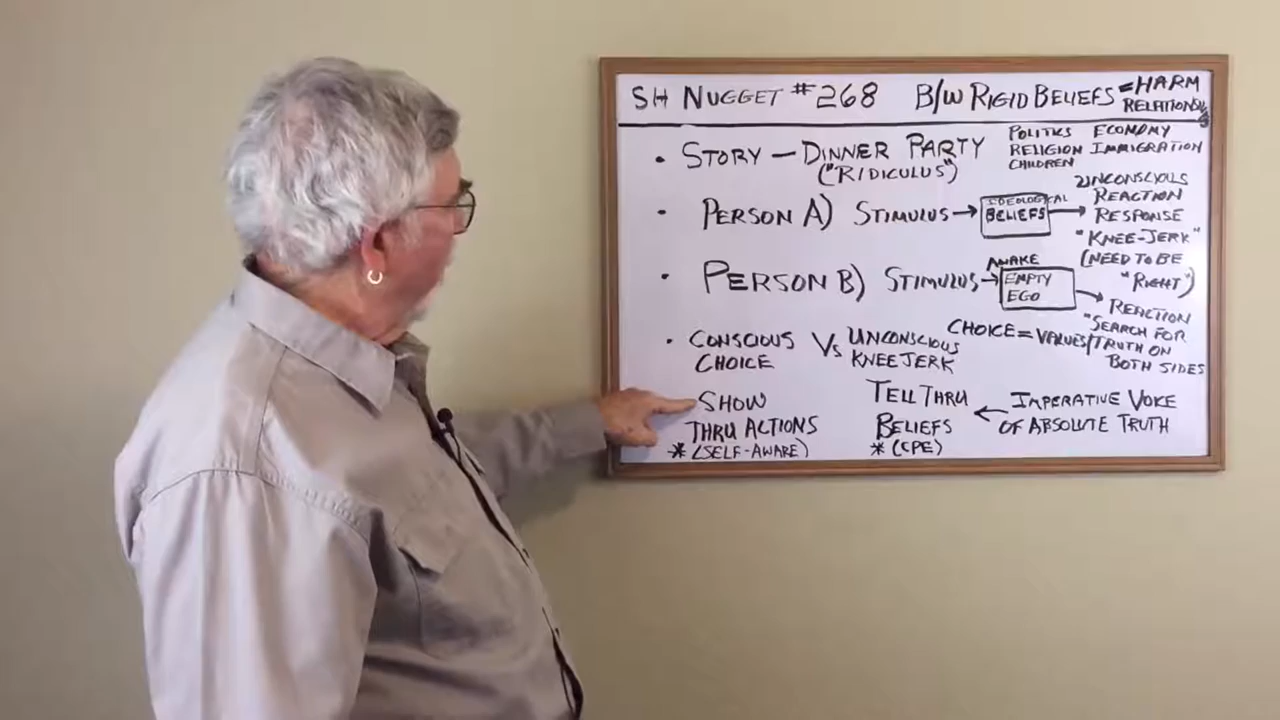 SH NUGGET #268 B/W RIGID BELIEFS = HARM
RELATIONSH
• STORY — DINNER PARTY
("RIDICULUS")
POLITICS ECONOMY
RELIGION IMMIGRATION
CHILDREN
• PERSON A) STIMULUS → IDEOLOGICAL
BELIEFS →
UNCONSCIOUS
REACTION
RESPONSE
"KNEE-JERK"
(NEED TO BE
"RIGHT")
• PERSON B) STIMULUS → AWAKE
EMPTY
EGO →
REACTION
"SEARCH FOR
TRUTH ON
BOTH SIDES
• CONSCIOUS
CHOICE
VS UNCONSCIOUS
KNEE JERK
CHOICE = VALUES/
SHOW
THRU ACTIONS
* (SELF-AWARE)
TELL THRU
BELIEFS
* (CPE)
← IMPERATIVE VOICE
OF ABSOLUTE TRUTH